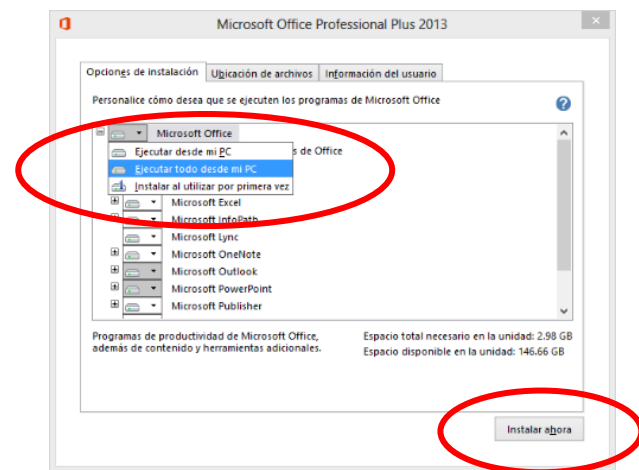 Microsoft Office Professional Plus 2013
Opciones de instalación Ubicación de archivos Información del usuario
Personalice cómo desea que se ejecuten los programas de Microsoft Office
Microsoft Office
Ejecutar desde mi PC s de Office
Ejecutar todo desde mi PC
Instalar al utilizar por primera vez
Microsoft Excel
Microsoft InfoPath
Microsoft Lync
Microsoft OneNote
Microsoft Outlook
Microsoft PowerPoint
Microsoft Publisher
Programas de productividad de Microsoft Office,
además de contenido y herramientas adicionales.
Espacio total necesario en la unidad: 2.98 GB
Espacio disponible en la unidad: 146.66 GB
Instalar ahora